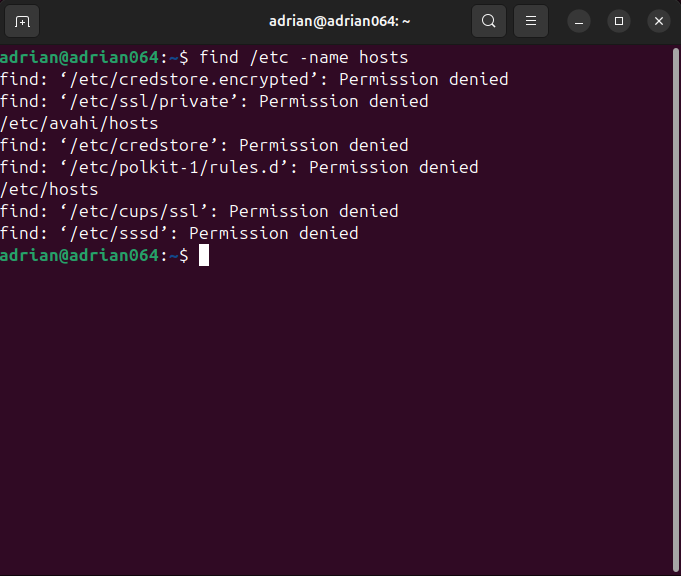 adrian@adrian064: ~
adrian@adrian064:~$ find /etc -name hosts
find: ‘/etc/credstore.encrypted’: Permission denied
find: ‘/etc/ssl/private’: Permission denied
/etc/avahi/hosts
find: ‘/etc/credstore’: Permission denied
find: ‘/etc/polkit-1/rules.d’: Permission denied
/etc/hosts
find: ‘/etc/cups/ssl’: Permission denied
find: ‘/etc/sssd’: Permission denied
adrian@adrian064:~$